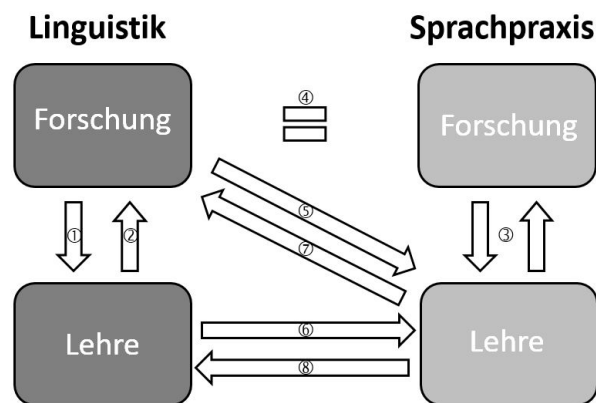 Linguistik Sprachpraxis
④
Forschung Forschung
① ② ⑤ ③
⑦
Lehre ⑥ Lehre
⑧